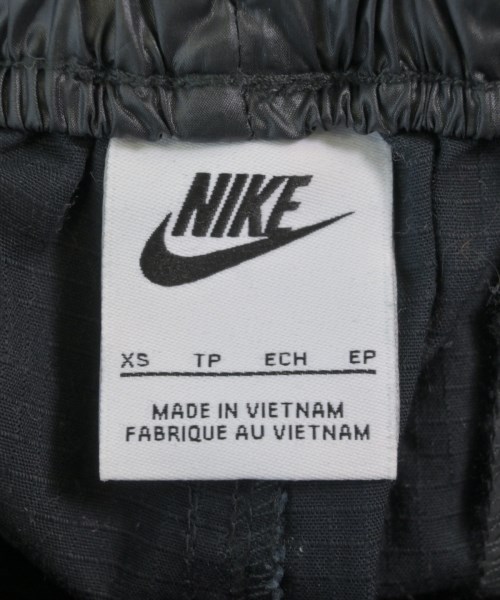 NIKE
XS TP ECH EP
MADE IN VIETNAM
FABRIQUE AU VIETNAM